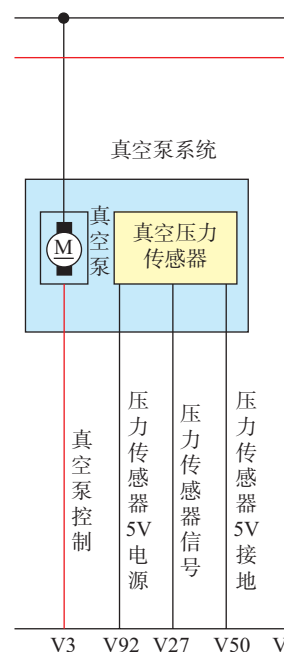 真空泵系统
M
真空泵
真空压力
传感器
真空泵控制
压力传感器5V电源
压力传感器信号
压力传感器5V接地
V3 V92 V27 V50 V